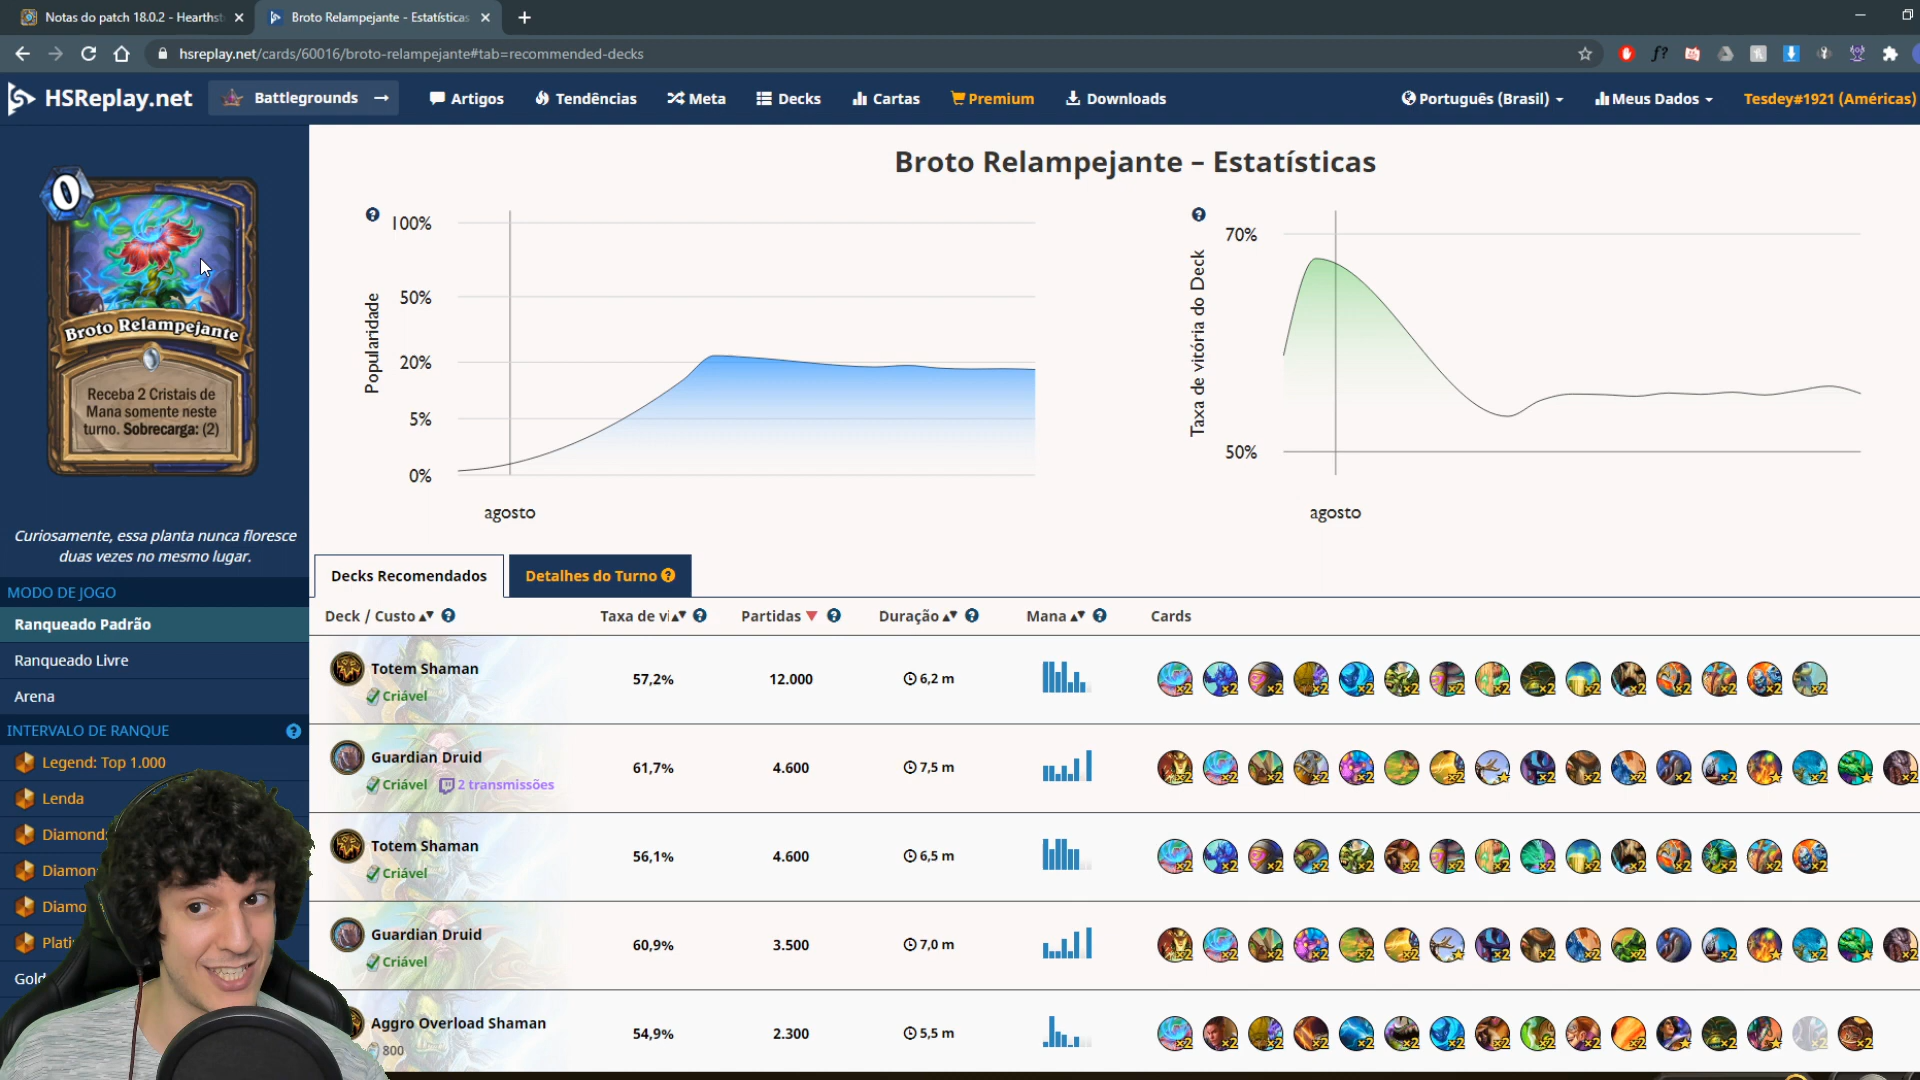 Notas do patch 18.0.2 - Hearthst
Broto Relampejante - Estatísticas
hsreplay.net/cards/60016/broto-relampejante#tab=recommended-decks
HSReplay.net
Battlegrounds →
Artigos
Tendências
Meta
Decks
Cartas
Premium
Downloads
Português (Brasil)
Meus Dados
Tesdey#1921 (Américas)
0
Broto Relampejante
Receba 2 Cristais de
Mana somente neste
turno. Sobrecarga: (2)
Curiosamente, essa planta nunca floresce
duas vezes no mesmo lugar.
MODO DE JOGO
Ranqueado Padrão
Ranqueado Livre
Arena
INTERVALO DE RANQUE
Legend: Top 1.000
Lenda
Diamond:
Diamon
Diamo
Plati
Gold
Broto Relampejante – Estatísticas
Popularidade
100%
50%
20%
5%
0%
agosto
Taxa de vitória do Deck
70%
50%
agosto
Decks Recomendados
Detalhes do Turno
Deck / Custo
Taxa de vi
Partidas
Duração
Mana
Cards
Totem Shaman
Criável
57,2%
12.000
6,2 m
Guardian Druid
Criável
2 transmissões
61,7%
4.600
7,5 m
Totem Shaman
Criável
56,1%
4.600
6,5 m
Guardian Druid
Criável
60,9%
3.500
7,0 m
Aggro Overload Shaman
800
54,9%
2.300
5,5 m